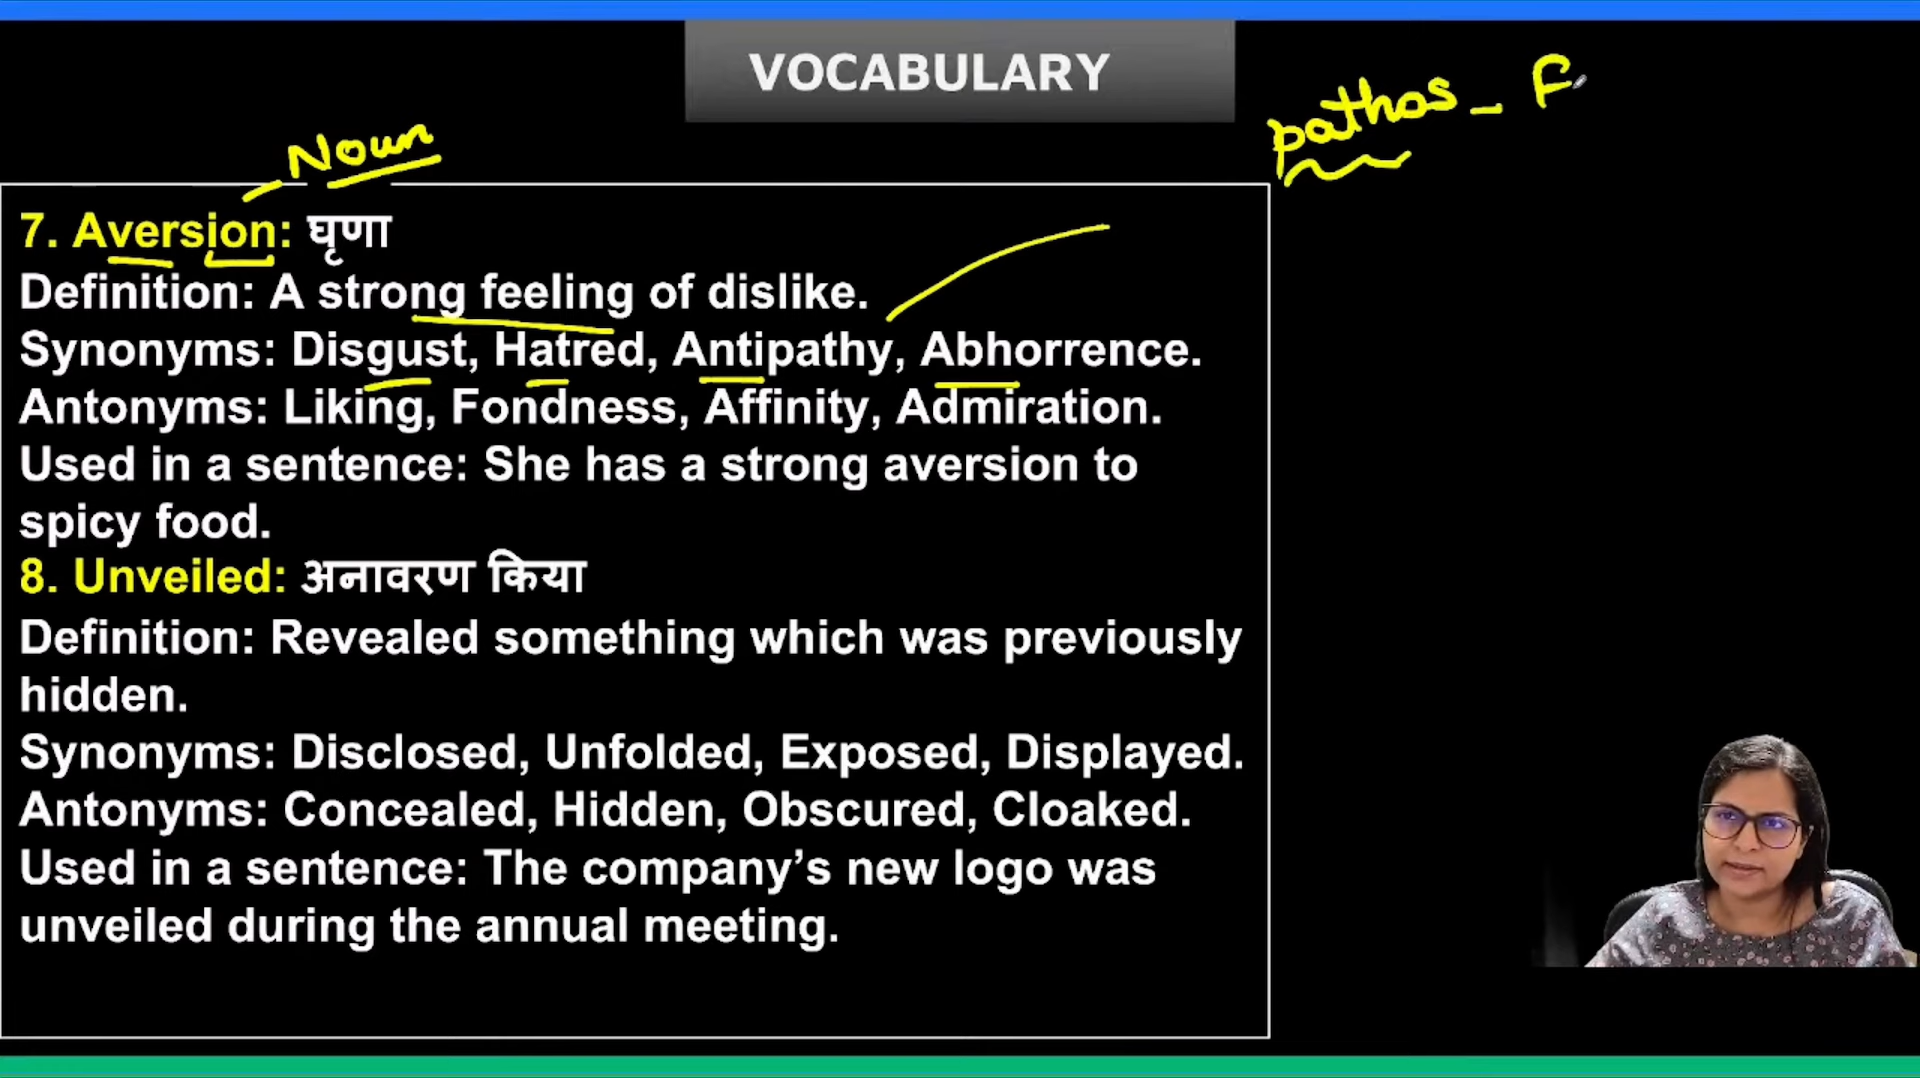 VOCABULARY
pathos - F
Noun
7. Aversion: घृणा
Definition: A strong feeling of dislike.
Synonyms: Disgust, Hatred, Antipathy, Abhorrence.
Antonyms: Liking, Fondness, Affinity, Admiration.
Used in a sentence: She has a strong aversion to
spicy food.
8. Unveiled: अनावरण किया
Definition: Revealed something which was previously
hidden.
Synonyms: Disclosed, Unfolded, Exposed, Displayed.
Antonyms: Concealed, Hidden, Obscured, Cloaked.
Used in a sentence: The company’s new logo was
unveiled during the annual meeting.